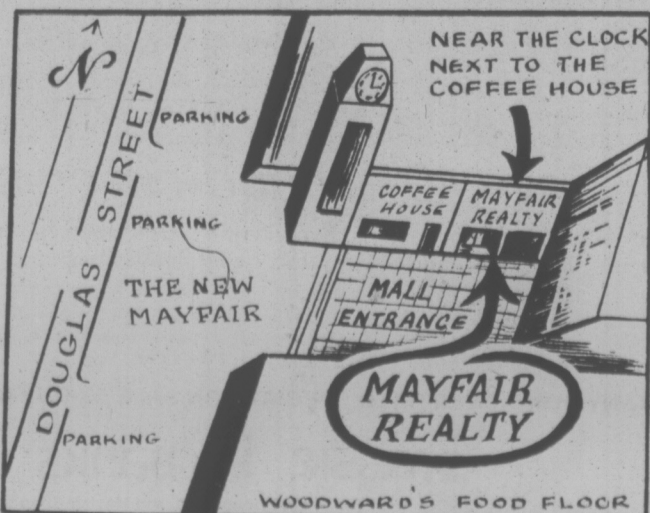 NEAR THE CLOCK
NEXT TO THE
COFFEE HOUSE
N
DOUGLAS STREET
PARKING
PARKING
PARKING
THE NEW
MAYFAIR
COFFEE
HOUSE
MAYFAIR
REALTY
MALL
ENTRANCE
MAYFAIR
REALTY
WOODWARD'S FOOD FLOOR